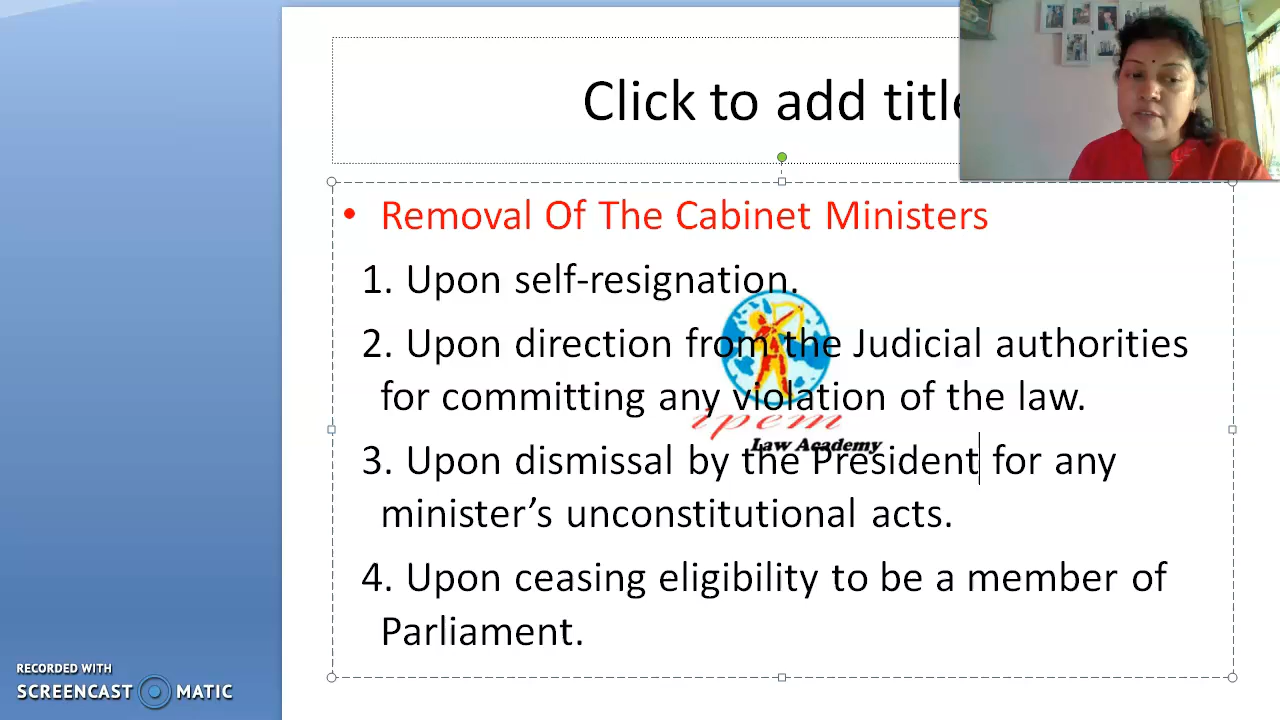 Click to add title
• Removal Of The Cabinet Ministers
1. Upon self-resignation.
2. Upon direction from the Judicial authorities
for committing any violation of the law.
ipem
Law Academy
3. Upon dismissal by the President for any
minister’s unconstitutional acts.
4. Upon ceasing eligibility to be a member of
Parliament.
RECORDED WITH
SCREENCAST MATIC